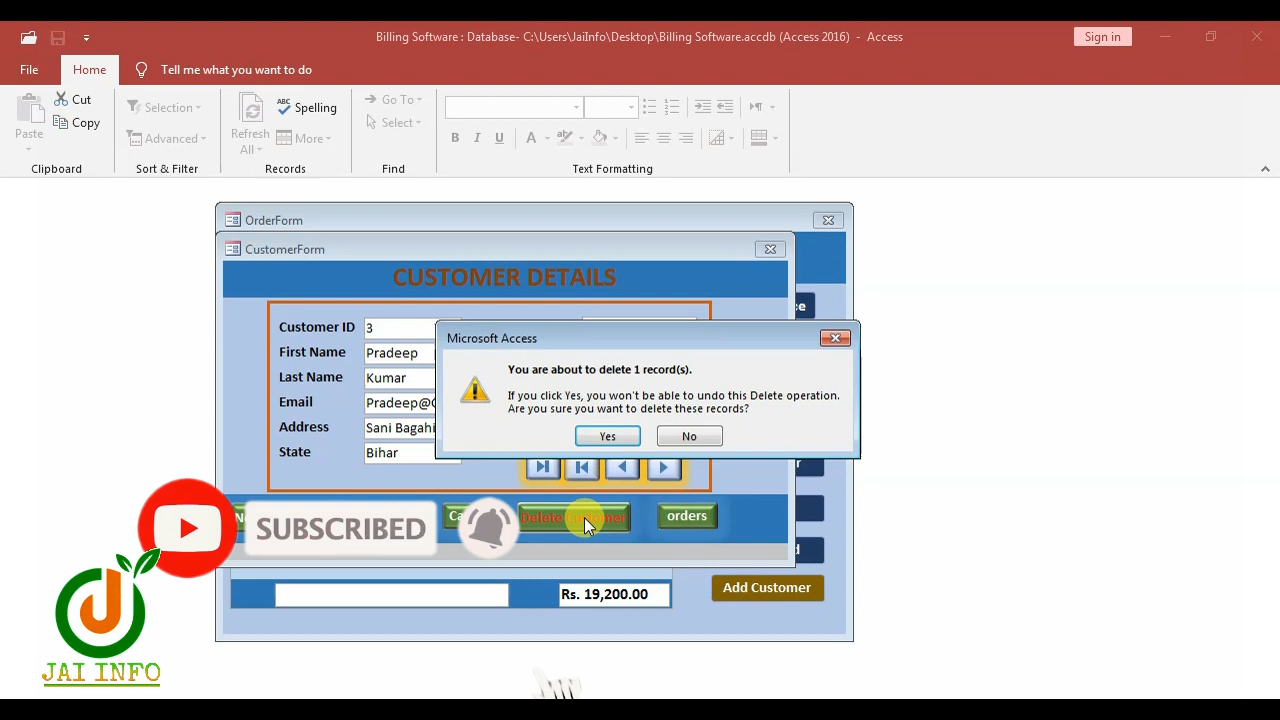 Billing Software : Database- C:\Users\JaiInfo\Desktop\Billing Software.accdb (Access 2016) - Access
Sign in
File
Home
Tell me what you want to do
Paste
Cut
Copy
Clipboard
Selection
Advanced
Sort & Filter
Refresh All
Spelling
More
Records
Go To
Select
Find
B I U
A
Text Formatting
OrderForm
CustomerForm
CUSTOMER DETAILS
Customer ID 3
First Name Pradeep
Last Name Kumar
Email Pradeep@
Address Sani Bagahi
State Bihar
Microsoft Access
You are about to delete 1 record(s).
If you click Yes, you won't be able to undo this Delete operation.
Are you sure you want to delete these records?
Yes
No
SUBSCRIBED
Delete Customer
orders
Rs. 19,200.00
Add Customer
JAI INFO